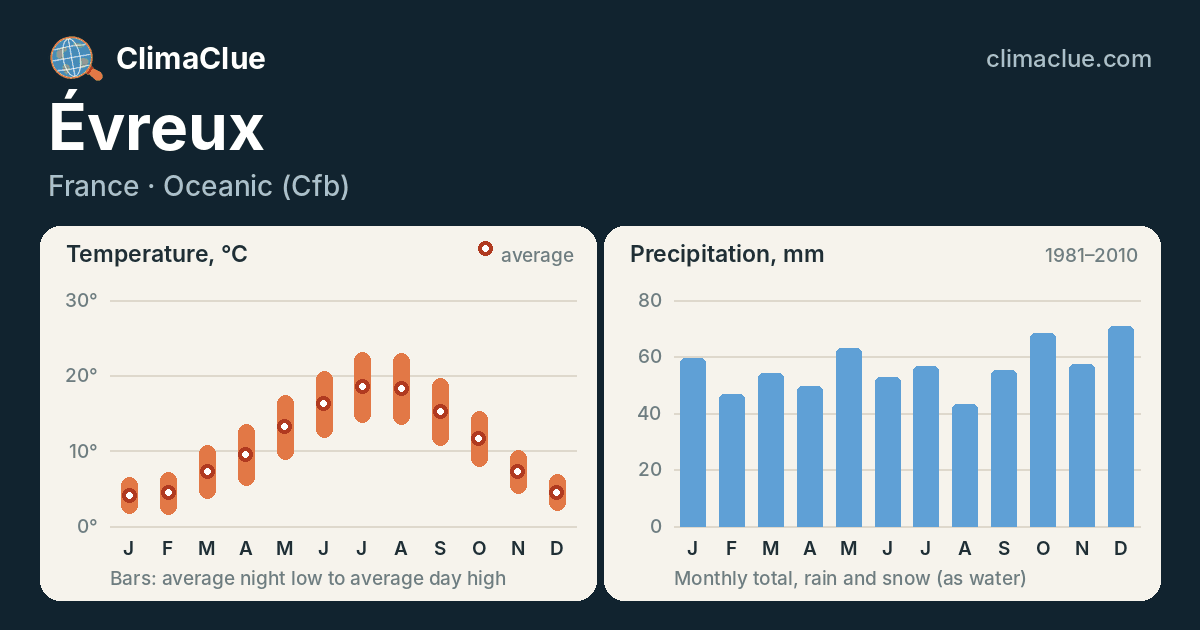 ClimaClue
climaclue.com
Évreux
France · Oceanic (Cfb)
Temperature, °C
average
30°
20°
10°
0°
J F M A M J J A S O N D
Bars: average night low to average day high
Precipitation, mm
1981–2010
80
60
40
20
0
J F M A M J J A S O N D
Monthly total, rain and snow (as water)